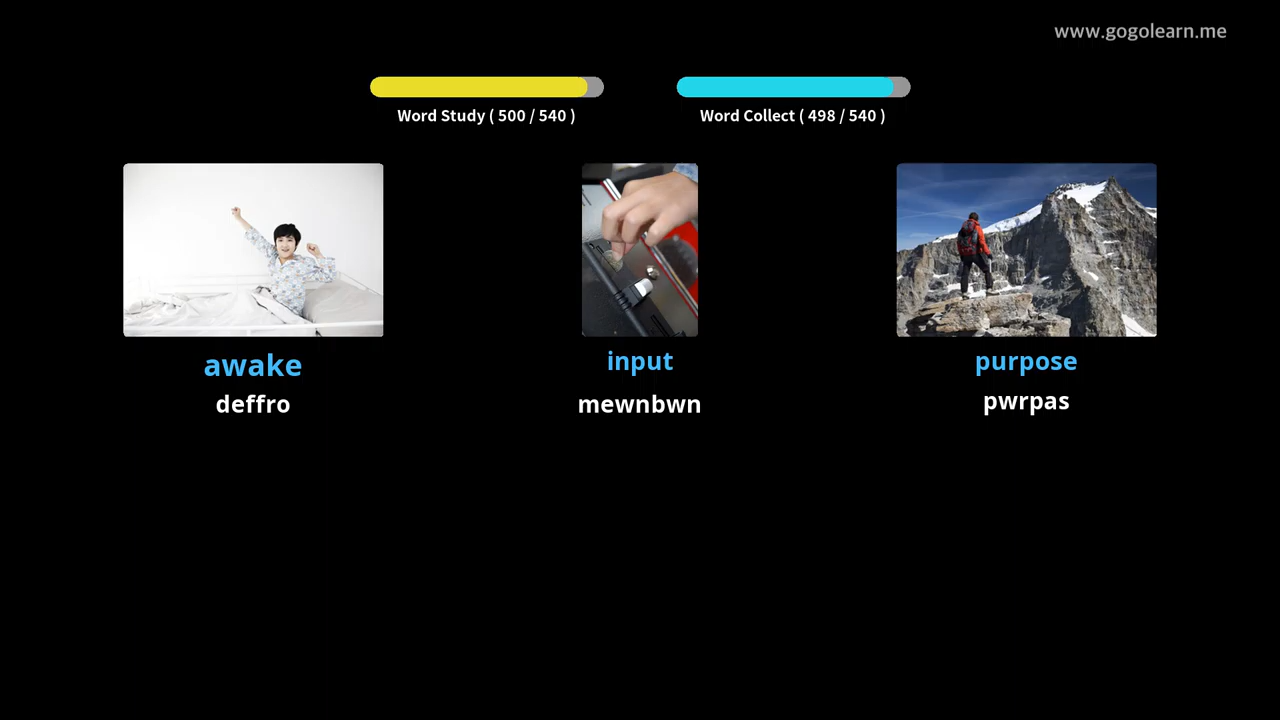 www.gogolearn.me
Word Study ( 500 / 540 )
Word Collect ( 498 / 540 )
awake
deffro
input
mewnbwn
purpose
pwrpas